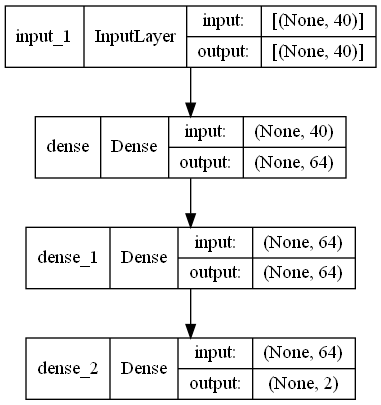 input_1 InputLayer input: [(None, 40)]
output: [(None, 40)]
dense Dense input: (None, 40)
output: (None, 64)
dense_1 Dense input: (None, 64)
output: (None, 64)
dense_2 Dense input: (None, 64)
output: (None, 2)